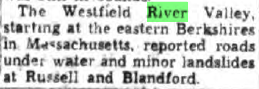 The Westfield River Valley,
starting at the eastern Berkshires
in Massachusetts, reported roads
under water and minor landslides
at Russell and Blandford.